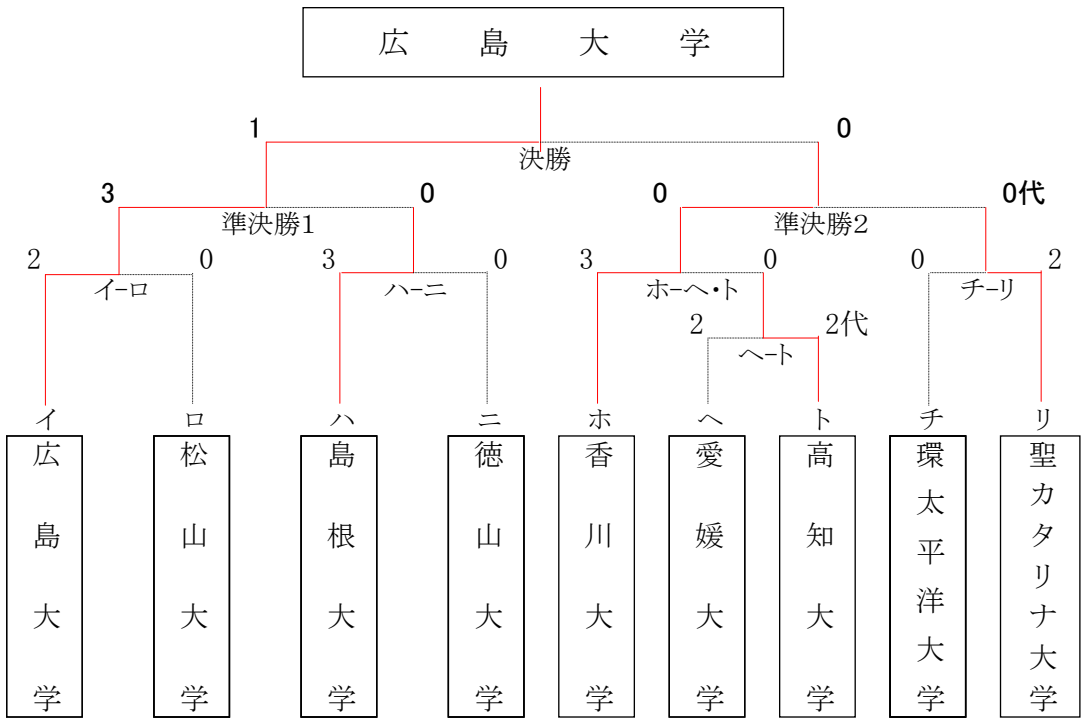 広島大学
1 0
決勝
3 0 0 0代
準決勝1 準決勝2
2 0 3 0 3 0 0 2
イ-ロ ハ-ニ ホ-ヘ・ト チ-リ
2 2代
ヘ-ト
イ ロ ハ ニ ホ ヘ ト チ リ
広島大学
松山大学
島根大学
徳山大学
香川大学
愛媛大学
高知大学
環太平洋大学
聖カタリナ大学